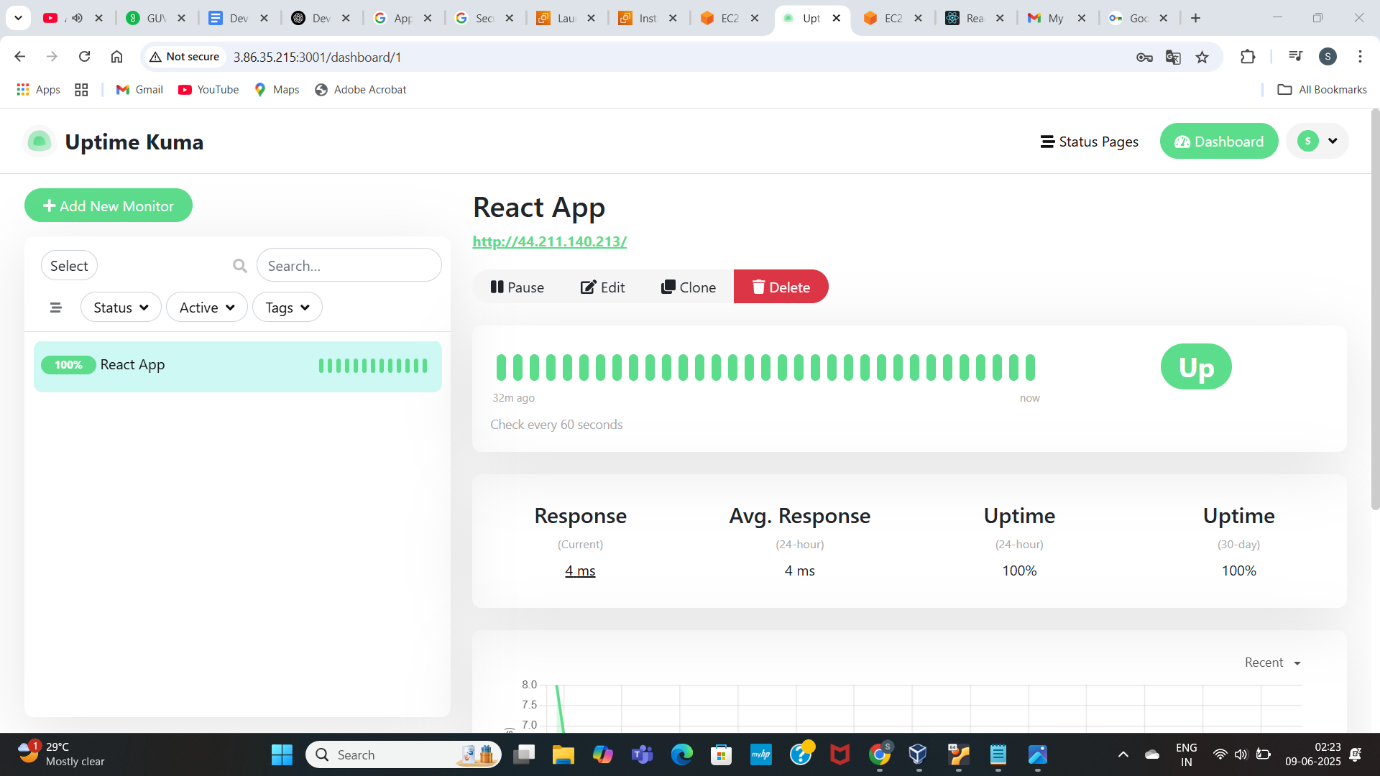 GUV
Dev
Dev
App
Sec
Lau
Inst
EC2
Upt
EC2
Rea
My
Goo
Not secure
3.86.35.215:3001/dashboard/1
S
Apps
Gmail
YouTube
Maps
Adobe Acrobat
All Bookmarks
Uptime Kuma
Status Pages
Dashboard
S
Add New Monitor
Select
Search...
Status
Active
Tags
100%
React App
React App
http://44.211.140.213/
Pause
Edit
Clone
Delete
32m ago
now
Check every 60 seconds
Up
Response
(Current)
4 ms
Avg. Response
(24-hour)
4 ms
Uptime
(24-hour)
100%
Uptime
(30-day)
100%
Recent
8.0
7.5
7.0
1
29°C
Mostly clear
Search
ENG
IN
02:23
09-06-2025